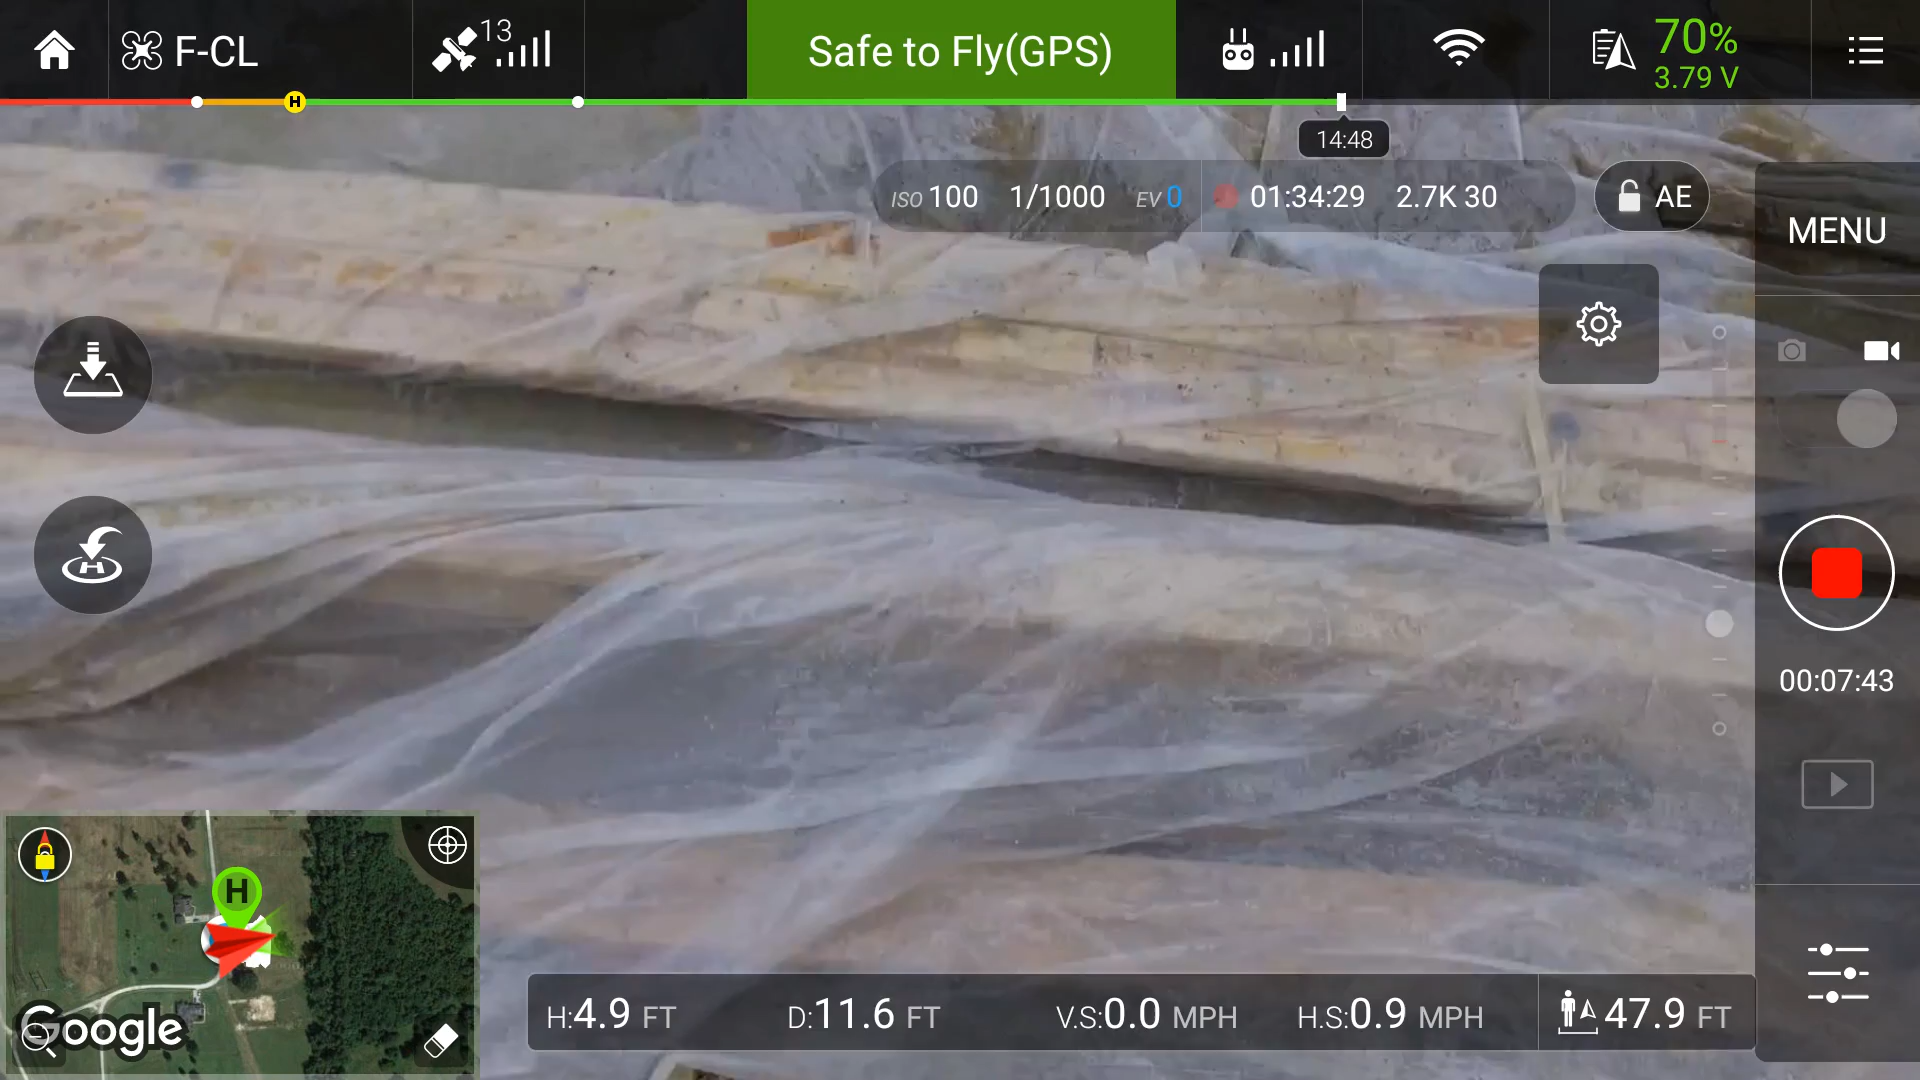 F-CL
13
Safe to Fly(GPS)
70%
3.79 V
14:48
ISO 100 1/1000 EV 0 01:34:29 2.7K 30
AE
MENU
00:07:43
H
Google
H:4.9 FT D:11.6 FT V.S:0.0 MPH H.S:0.9 MPH 47.9 FT